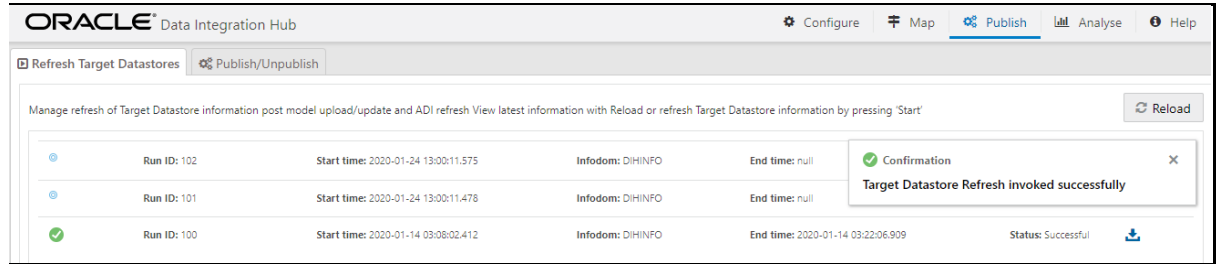 ORACLE® Data Integration Hub Configure Map Publish Analyse Help
Refresh Target Datastores Publish/Unpublish
Manage refresh of Target Datastore information post model upload/update and ADI refresh View latest information with Reload or refresh Target Datastore information by pressing 'Start' Reload
Run ID: 102 Start time: 2020-01-24 13:00:11.575 Infodom: DIHINFO End time: null
Confirmation
Target Datastore Refresh invoked successfully
Run ID: 101 Start time: 2020-01-24 13:00:11.478 Infodom: DIHINFO End time: null
Run ID: 100 Start time: 2020-01-14 03:08:02.412 Infodom: DIHINFO End time: 2020-01-14 03:22:06.909 Status: Successful